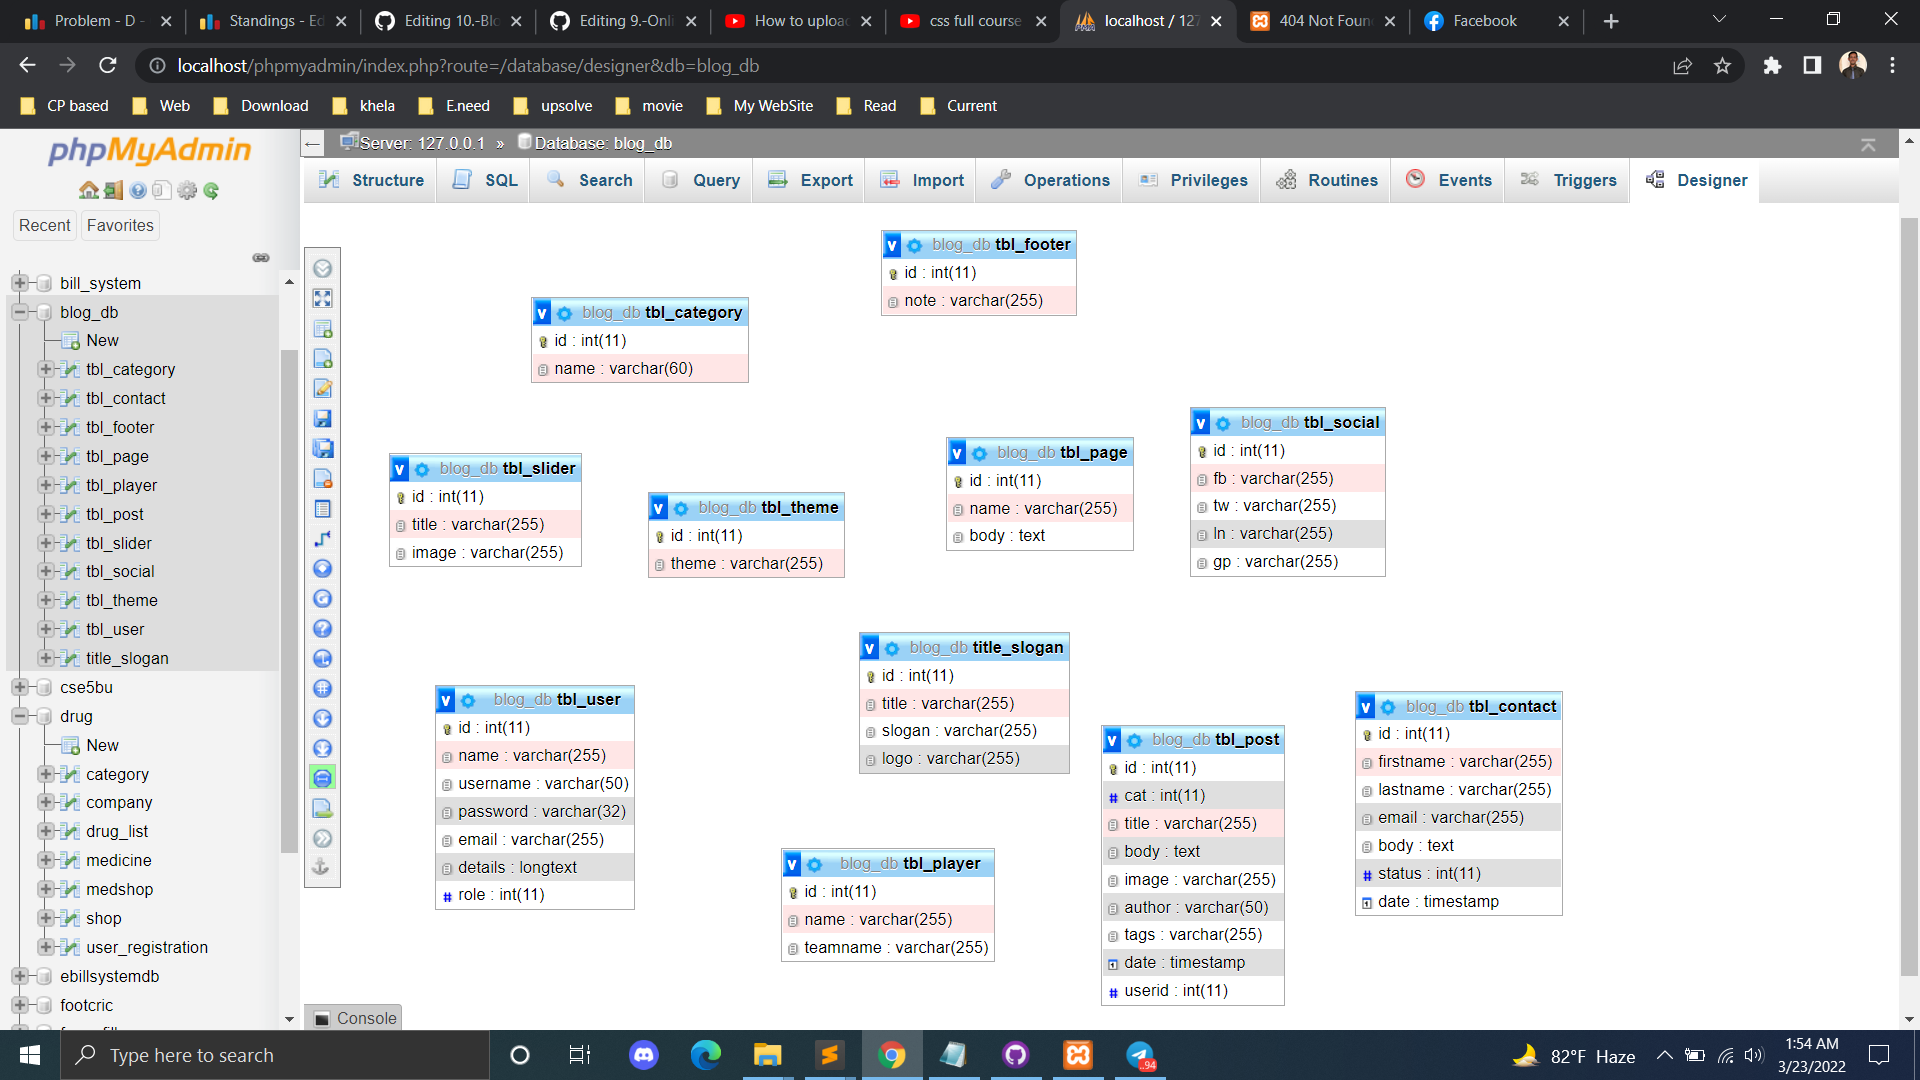 Problem - D -
Standings - Ed
Editing 10.-Blo
Editing 9.-Onli
How to uploa
css full course
localhost / 127
404 Not Foun
Facebook
localhost/phpmyadmin/index.php?route=/database/designer&db=blog_db
CP based
Web
Download
khela
E.need
upsolve
movie
My WebSite
Read
Current
phpMyAdmin
Recent
Favorites
bill_system
blog_db
New
tbl_category
tbl_contact
tbl_footer
tbl_page
tbl_player
tbl_post
tbl_slider
tbl_social
tbl_theme
tbl_user
title_slogan
cse5bu
drug
New
category
company
drug_list
medicine
medshop
shop
user_registration
ebillsystemdb
footcric
Server: 127.0.0.1 » Database: blog_db
Structure
SQL
Search
Query
Export
Import
Operations
Privileges
Routines
Events
Triggers
Designer
v blog_db tbl_footer
id : int(11)
note : varchar(255)
v blog_db tbl_category
id : int(11)
name : varchar(60)
v blog_db tbl_social
id : int(11)
fb : varchar(255)
tw : varchar(255)
ln : varchar(255)
gp : varchar(255)
v blog_db tbl_page
id : int(11)
name : varchar(255)
body : text
v blog_db tbl_slider
id : int(11)
title : varchar(255)
image : varchar(255)
v blog_db tbl_theme
id : int(11)
theme : varchar(255)
v blog_db title_slogan
id : int(11)
title : varchar(255)
slogan : varchar(255)
logo : varchar(255)
v blog_db tbl_user
id : int(11)
name : varchar(255)
username : varchar(50)
password : varchar(32)
email : varchar(255)
details : longtext
# role : int(11)
v blog_db tbl_contact
id : int(11)
firstname : varchar(255)
lastname : varchar(255)
email : varchar(255)
body : text
# status : int(11)
date : timestamp
v blog_db tbl_post
id : int(11)
# cat : int(11)
title : varchar(255)
body : text
image : varchar(255)
author : varchar(50)
tags : varchar(255)
date : timestamp
# userid : int(11)
v blog_db tbl_player
id : int(11)
name : varchar(255)
teamname : varchar(255)
Console
Type here to search
..94
82°F Haze
1:54 AM
3/23/2022